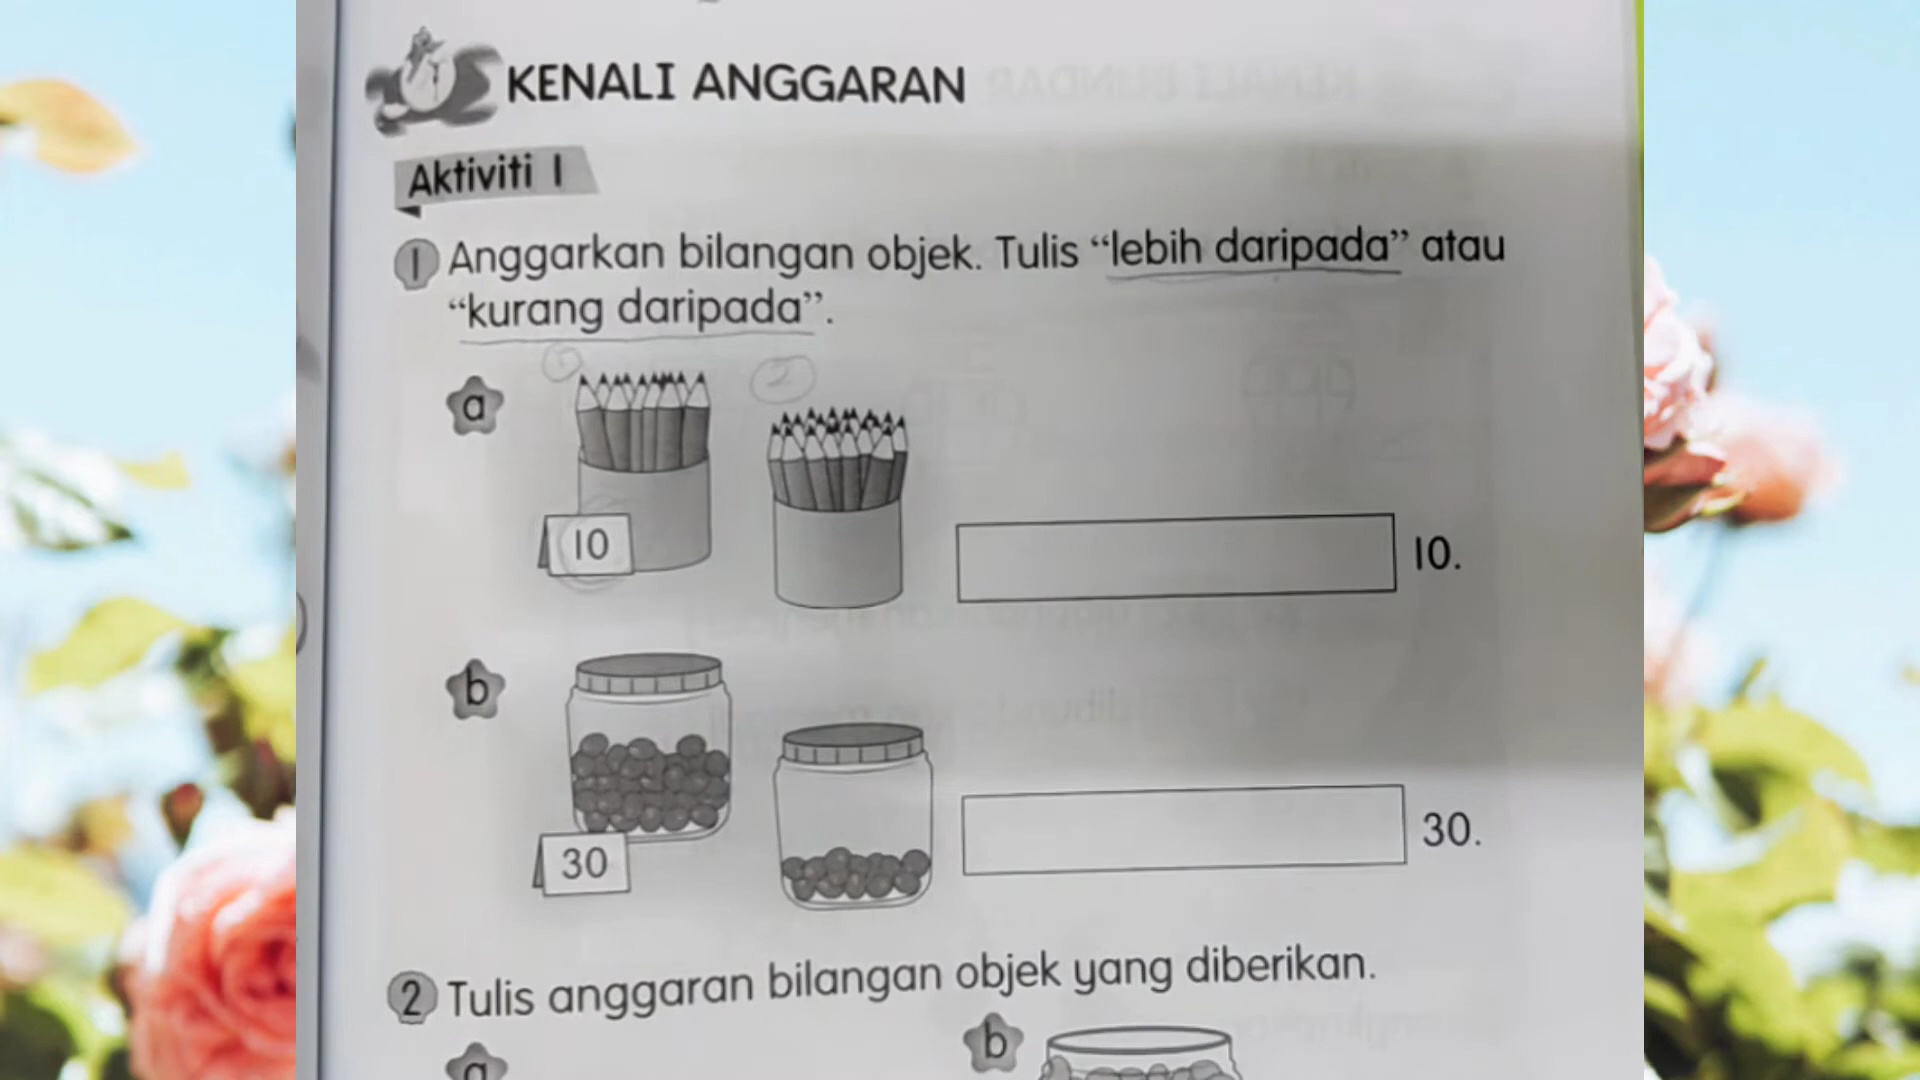 KENALI ANGGARAN
Aktiviti 1
1 Anggarkan bilangan objek. Tulis “lebih daripada” atau
“kurang daripada”.
2
a
10
10.
b
30
30.
2 Tulis anggaran bilangan objek yang diberikan.
a
b